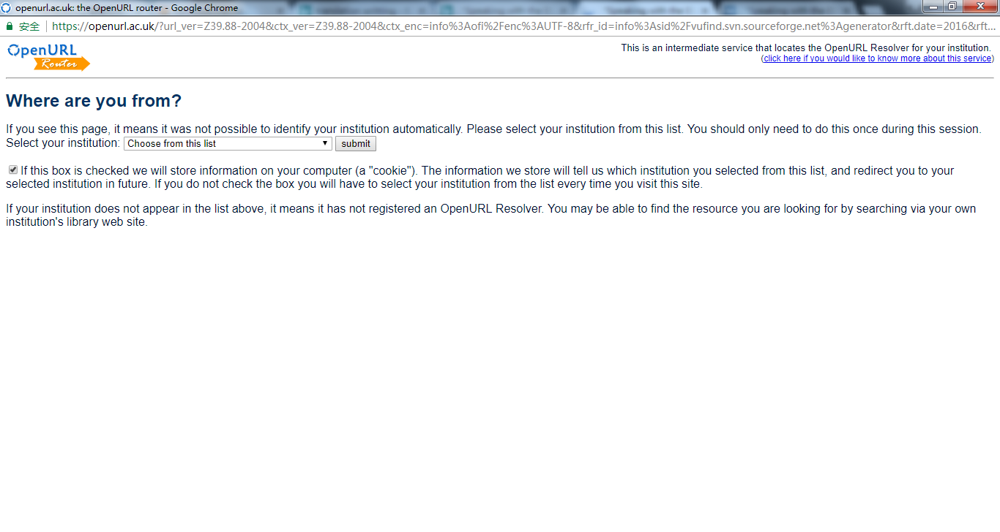 openurl.ac.uk: the OpenURL router - Google Chrome
安全 https://openurl.ac.uk/?url_ver=Z39.88-2004&ctx_ver=Z39.88-2004&ctx_enc=info%3Aofi%2Fenc%3AUTF-8&rfr_id=info%3Asid%2Fvufind.svn.sourceforge.net%3Agenerator&rft.date=2016&rft...
OpenURL
Router
This is an intermediate service that locates the OpenURL Resolver for your institution.
(click here if you would like to know more about this service)
Where are you from?
If you see this page, it means it was not possible to identify your institution automatically. Please select your institution from this list. You should only need to do this once during this session.
Select your institution: Choose from this list submit
If this box is checked we will store information on your computer (a "cookie"). The information we store will tell us which institution you selected from this list, and redirect you to your
selected institution in future. If you do not check the box you will have to select your institution from the list every time you visit this site.
If your institution does not appear in the list above, it means it has not registered an OpenURL Resolver. You may be able to find the resource you are looking for by searching via your own
institution's library web site.